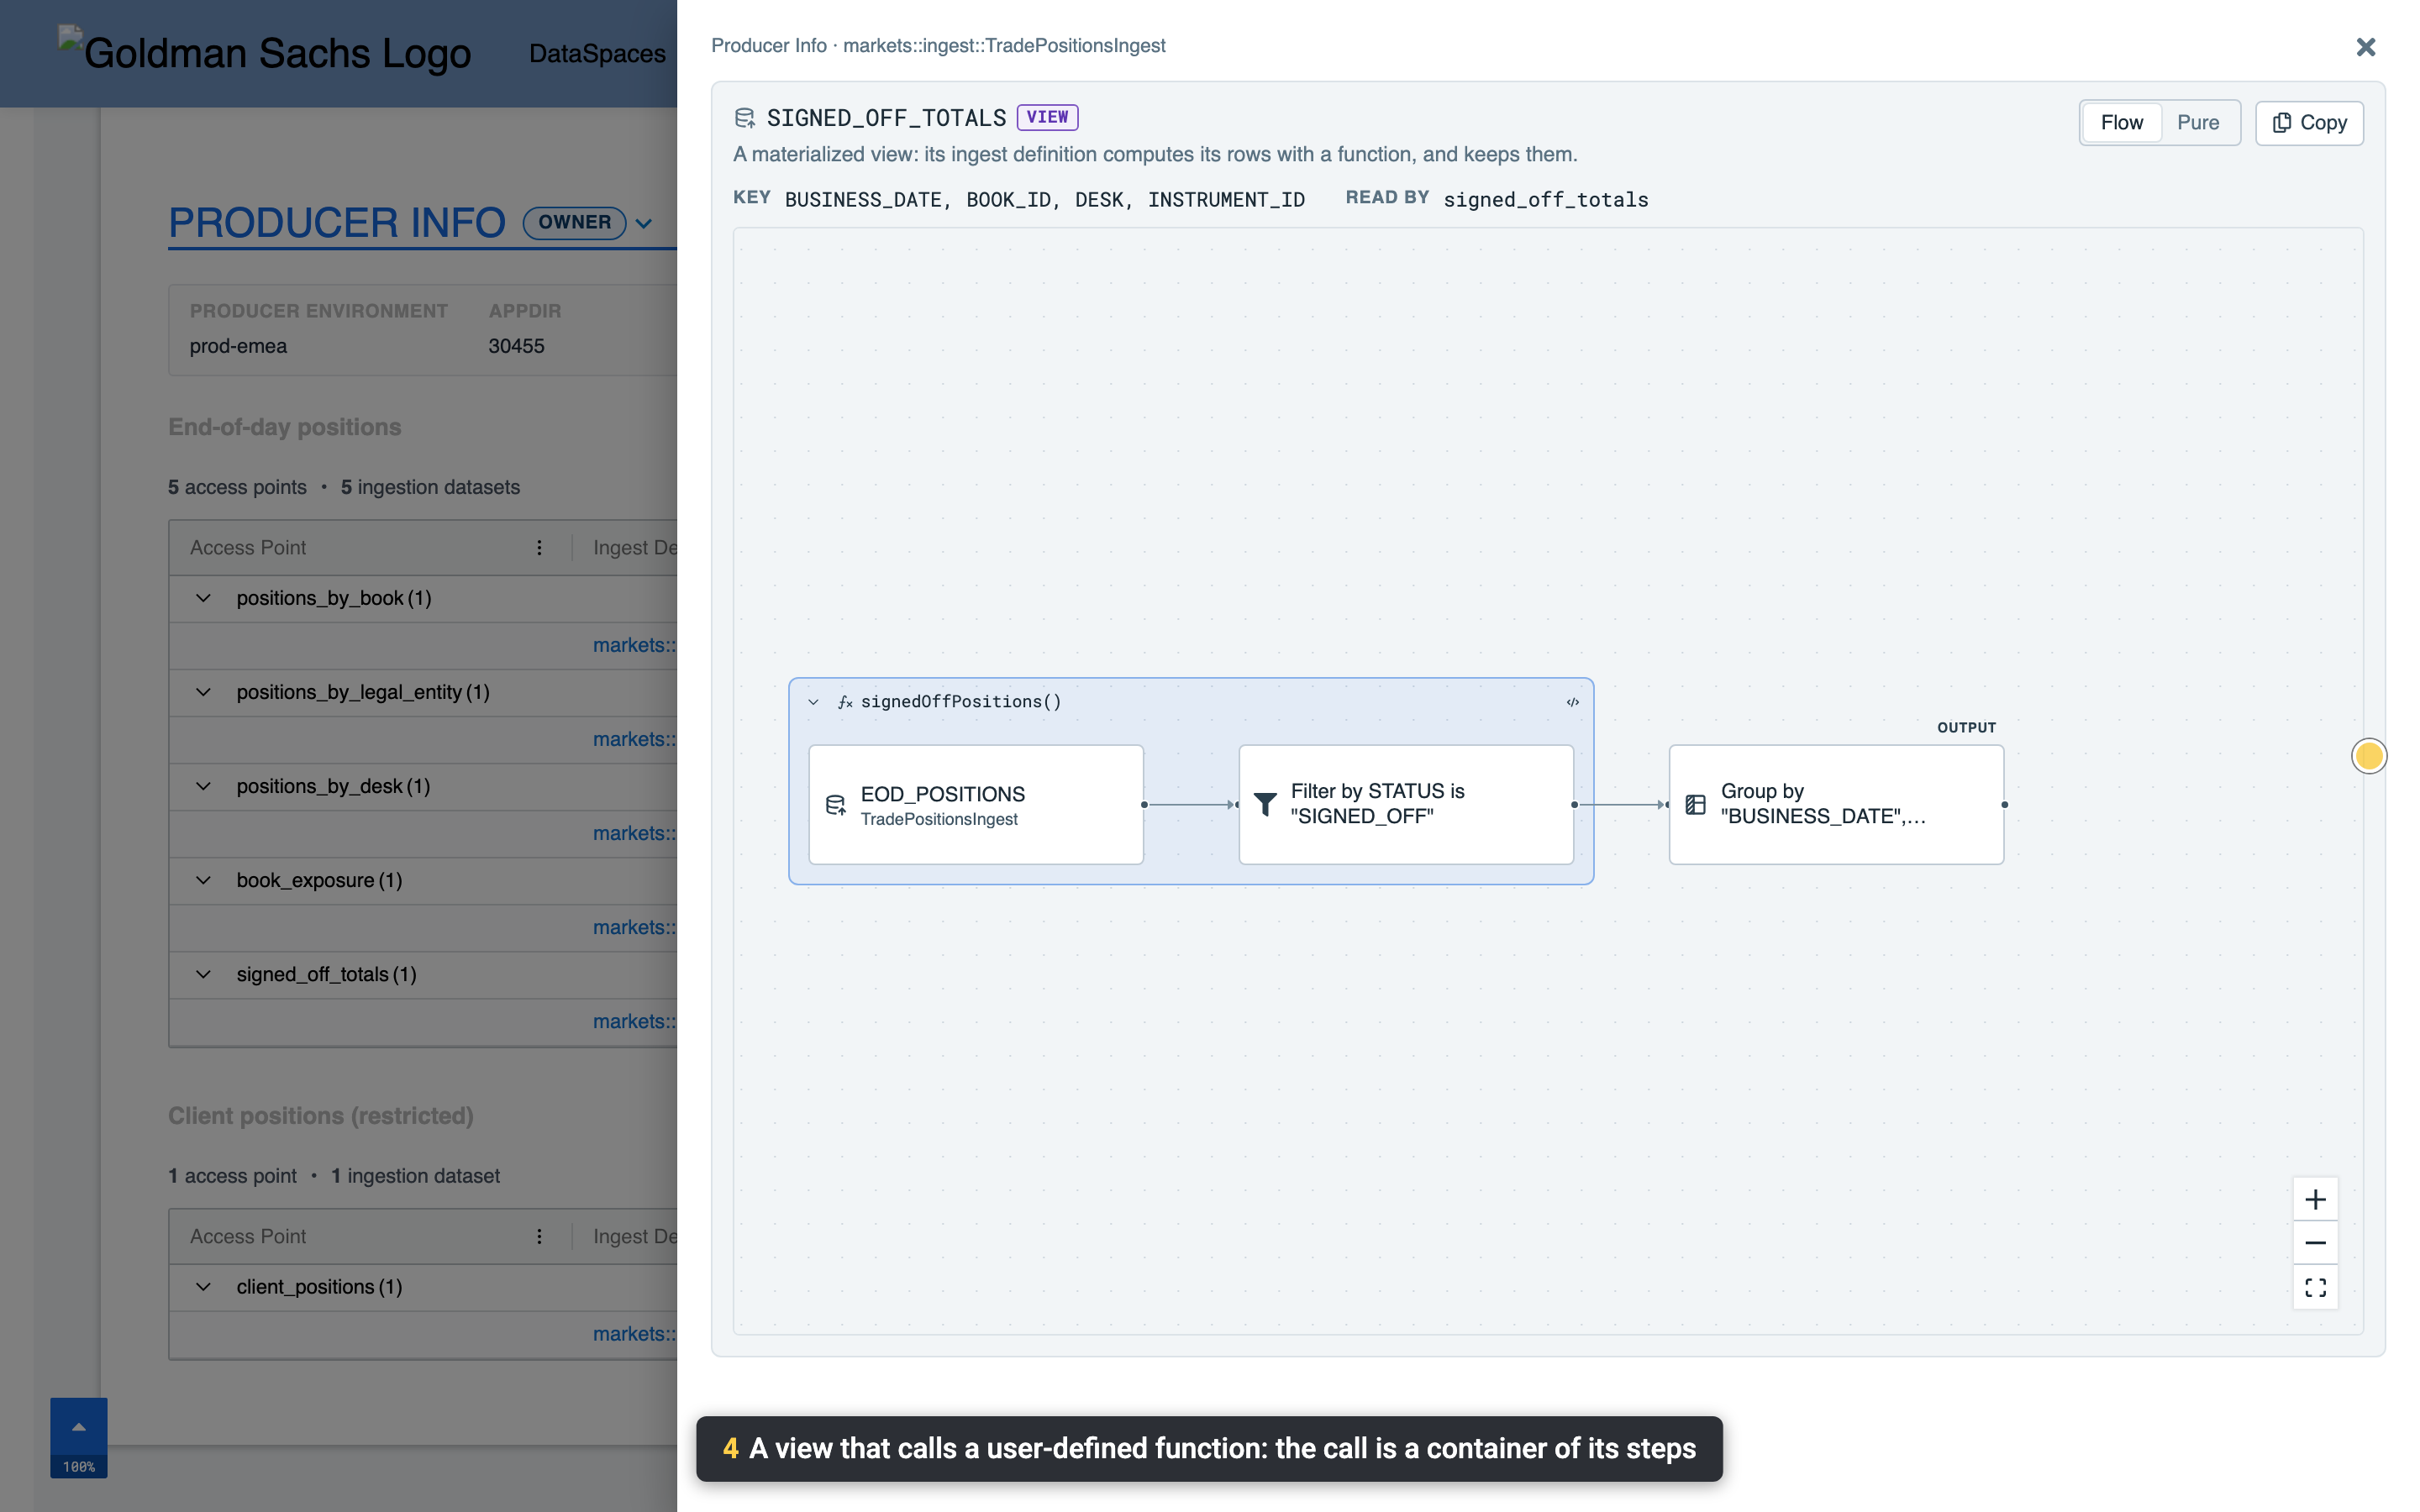 Goldman Sachs Logo
DataSpaces
PRODUCER INFO OWNER
PRODUCER ENVIRONMENT APPDIR
prod-emea 30455
End-of-day positions
5 access points • 5 ingestion datasets
Access Point Ingest De
positions_by_book (1)
markets::
positions_by_legal_entity (1)
markets::
positions_by_desk (1)
markets::
book_exposure (1)
markets::
signed_off_totals (1)
markets::
Client positions (restricted)
1 access point • 1 ingestion dataset
Access Point Ingest De
client_positions (1)
markets::
100%
Producer Info · markets::ingest::TradePositionsIngest
SIGNED_OFF_TOTALS VIEW
Flow Pure Copy
A materialized view: its ingest definition computes its rows with a function, and keeps them.
KEY BUSINESS_DATE, BOOK_ID, DESK, INSTRUMENT_ID READ BY signed_off_totals
fx signedOffPositions() </>
EOD_POSITIONS
TradePositionsIngest
Filter by STATUS is
"SIGNED_OFF"
OUTPUT
Group by
"BUSINESS_DATE",...
4 A view that calls a user-defined function: the call is a container of its steps